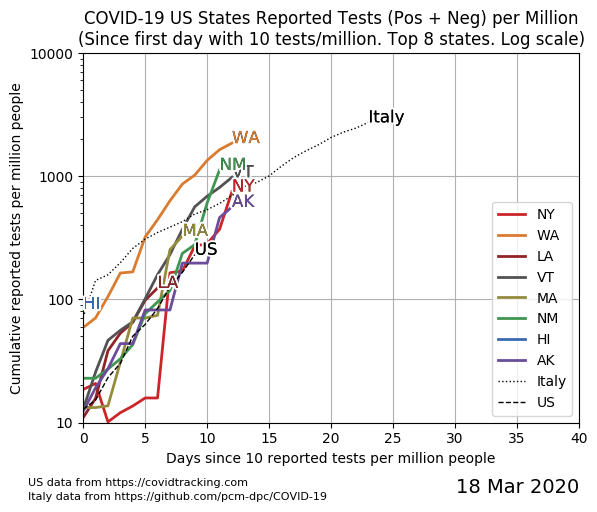 COVID-19 US States Reported Tests (Pos + Neg) per Million
(Since first day with 10 tests/million. Top 8 states. Log scale)
Cumulative reported tests per million people
10000
1000
100
10
Italy
WA
NM
VT
NY
AK
MA
US
LA
HI
NY
WA
LA
VT
MA
NM
HI
AK
Italy
US
0 5 10 15 20 25 30 35 40
Days since 10 reported tests per million people
US data from https://covidtracking.com
Italy data from https://github.com/pcm-dpc/COVID-19
18 Mar 2020